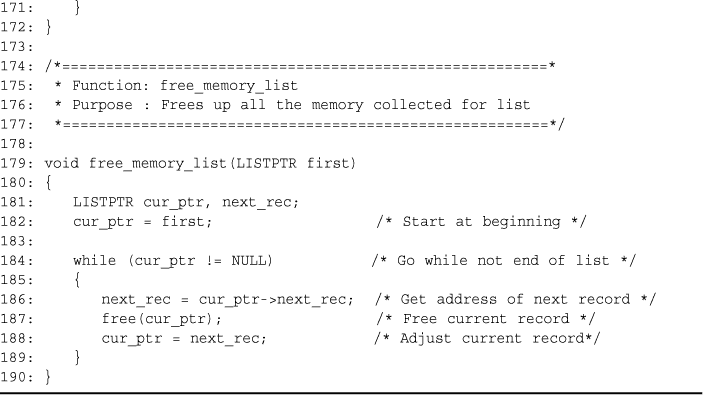 171:     }
172: }
173:
174: /*========================================================*
175:  * Function: free_memory_list
176:  * Purpose : Frees up all the memory collected for list
177:  *========================================================*/
178:
179: void free_memory_list(LISTPTR first)
180: {
181:     LISTPTR cur_ptr, next_rec;
182:     cur_ptr = first;                  /* Start at beginning */
183:
184:     while (cur_ptr != NULL)           /* Go while not end of list */
185:     {
186:        next_rec = cur_ptr->next_rec;  /* Get address of next record */
187:        free(cur_ptr);                 /* Free current record */
188:        cur_ptr = next_rec;            /* Adjust current record*/
189:     }
190: }